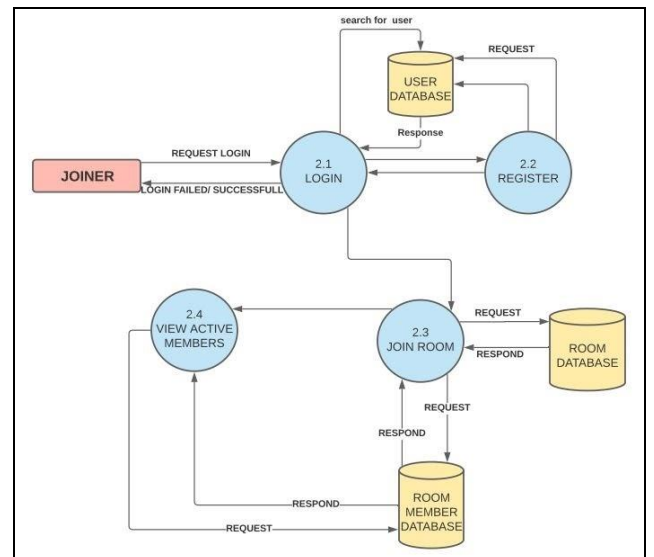 search for user
REQUEST
USER
DATABASE
Response
REQUEST LOGIN
JOINER
LOGIN FAILED/ SUCCESSFULL
2.1
LOGIN
2.2
REGISTER
2.4
VIEW ACTIVE
MEMBERS
2.3
JOIN ROOM
REQUEST
RESPOND
ROOM
DATABASE
REQUEST
RESPOND
RESPOND
REQUEST
ROOM
MEMBER
DATABASE